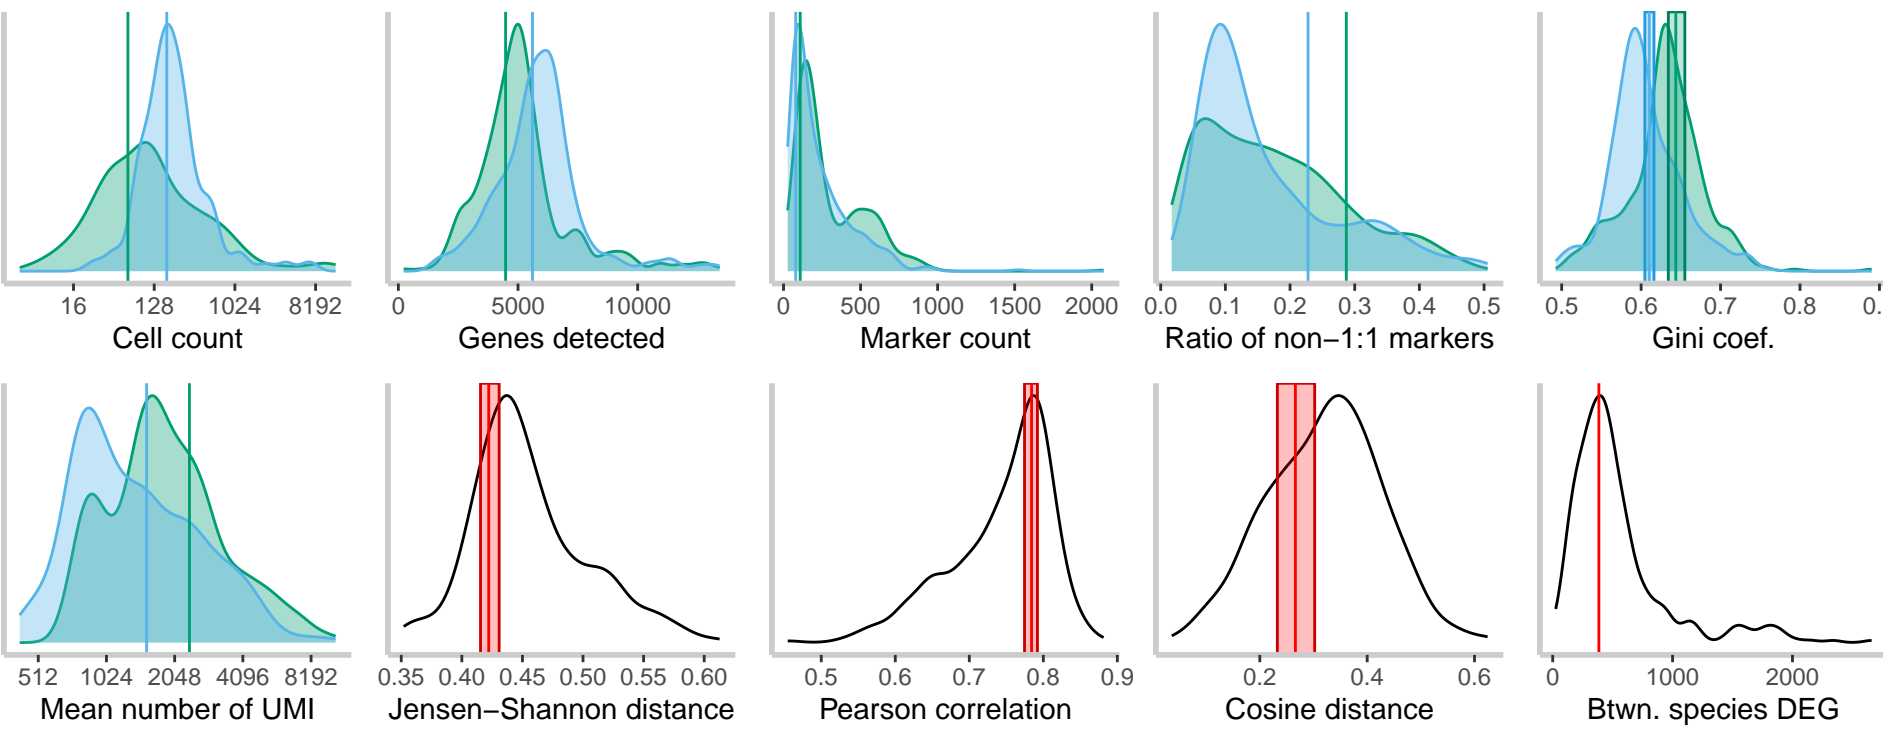 16 128 1024 8192
Cell count
0 5000 10000
Genes detected
0 500 1000 1500 2000
Marker count
0.0 0.1 0.2 0.3 0.4 0.5
Ratio of non−1:1 markers
0.5 0.6 0.7 0.8 0.
Gini coef.
512 1024 2048 4096 8192
Mean number of UMI
0.35 0.40 0.45 0.50 0.55 0.60
Jensen−Shannon distance
0.5 0.6 0.7 0.8 0.9
Pearson correlation
0.2 0.4 0.6
Cosine distance
0 1000 2000
Btwn. species DEG